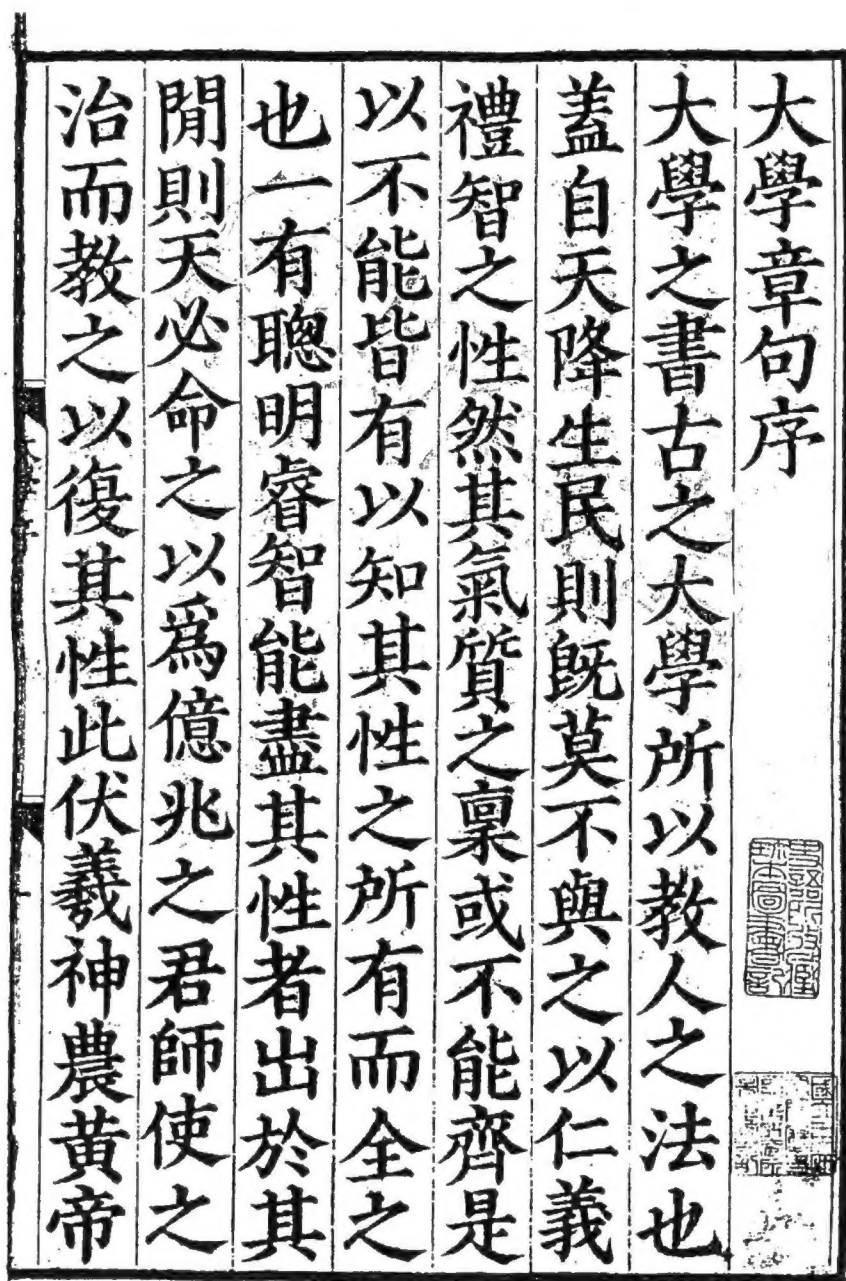 大學章句序
大學之書古之大學所以教人之法也
蓋自天降生民則既莫不與之以仁義
禮智之性然其氣質之稟或不能齊是
以不能皆有以知其性之所有而全之
也一有聰明睿智能盡其性者出於其
閒則天必命之以爲億兆之君師使之
治而教之以復其性此伏羲神農黃帝